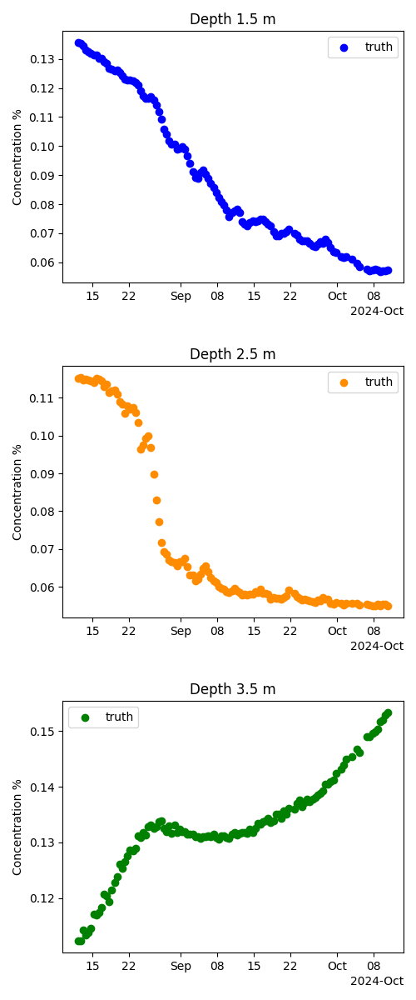 Depth 1.5 m
truth
Concentration %
0.13
0.12
0.11
0.10
0.09
0.08
0.07
0.06
15 22 Sep 08 15 22 Oct 08
2024-Oct
Depth 2.5 m
truth
Concentration %
0.11
0.10
0.09
0.08
0.07
0.06
15 22 Sep 08 15 22 Oct 08
2024-Oct
Depth 3.5 m
truth
Concentration %
0.15
0.14
0.13
0.12
15 22 Sep 08 15 22 Oct 08
2024-Oct